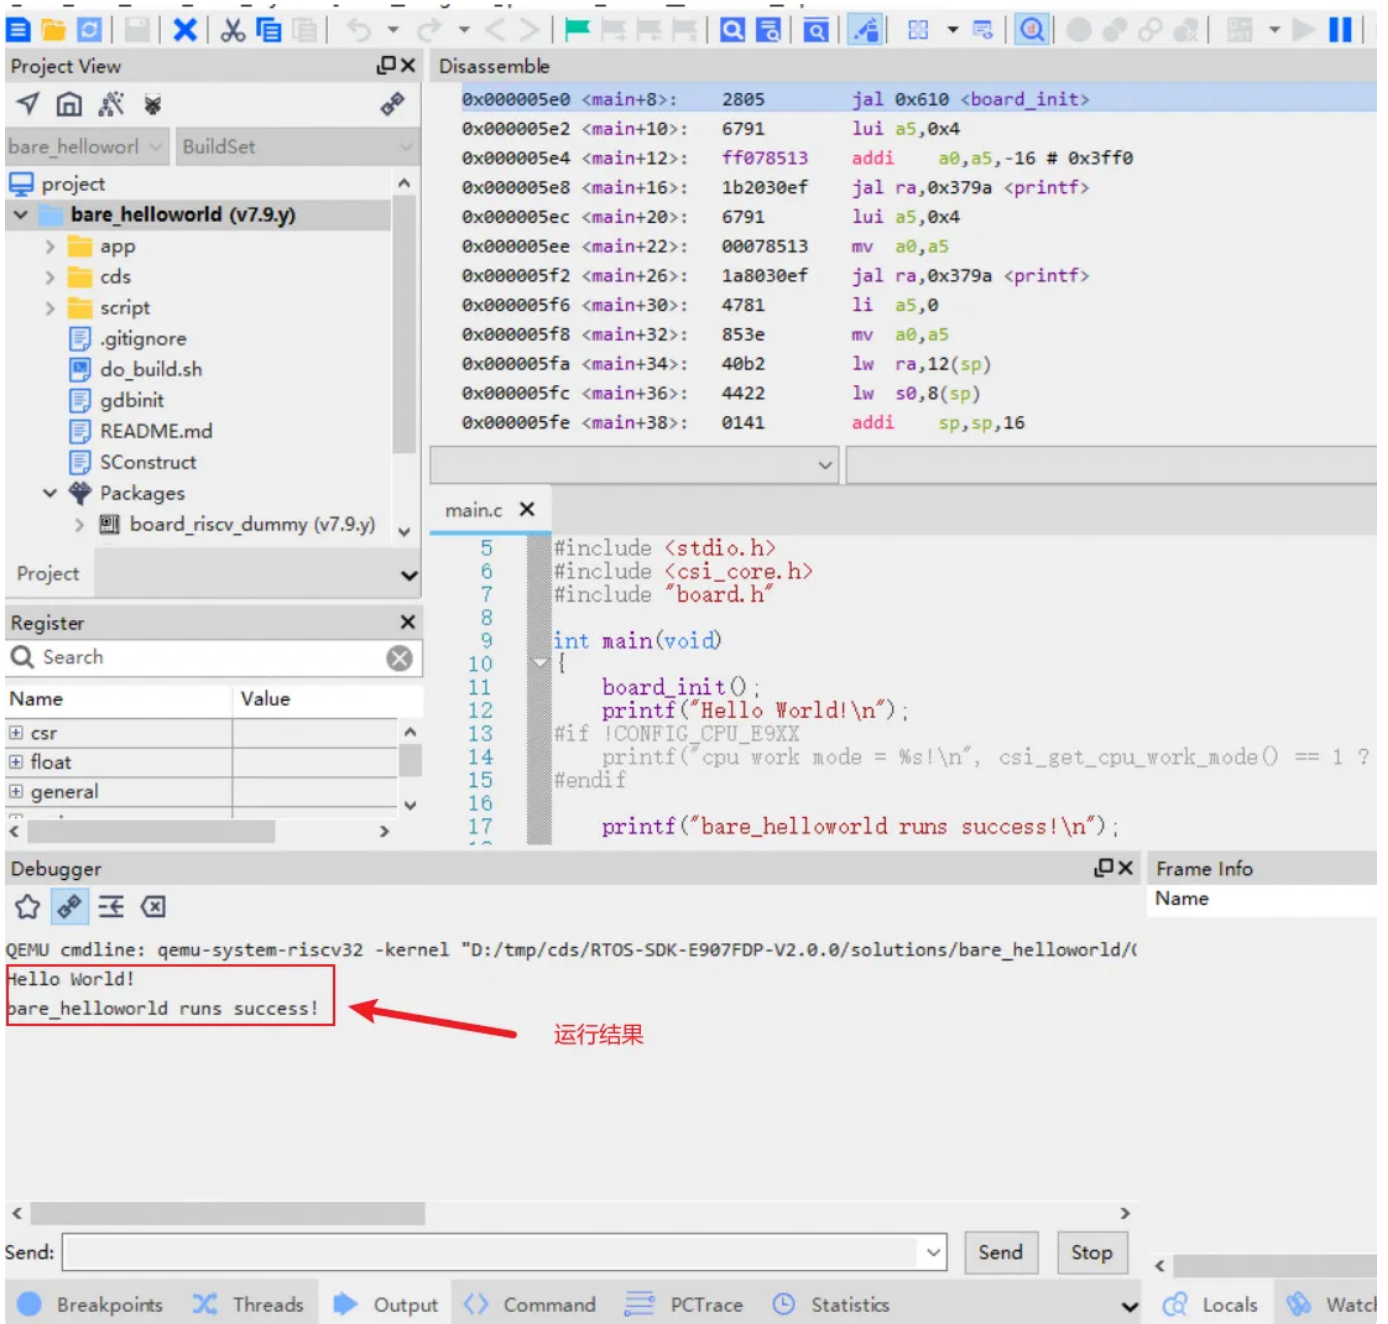 Project View
bare_helloworl
BuildSet
project
bare_helloworld (v7.9.y)
app
cds
script
.gitignore
do_build.sh
gdbinit
README.md
SConstruct
Packages
board_riscv_dummy (v7.9.y)
Project
Register
Search
Name Value
csr
float
general
Disassemble
0x000005e0 <main+8>: 2805 jal 0x610 <board_init>
0x000005e2 <main+10>: 6791 lui a5,0x4
0x000005e4 <main+12>: ff078513 addi a0,a5,-16 # 0x3ff0
0x000005e8 <main+16>: 1b2030ef jal ra,0x379a <printf>
0x000005ec <main+20>: 6791 lui a5,0x4
0x000005ee <main+22>: 00078513 mv a0,a5
0x000005f2 <main+26>: 1a8030ef jal ra,0x379a <printf>
0x000005f6 <main+30>: 4781 li a5,0
0x000005f8 <main+32>: 853e mv a0,a5
0x000005fa <main+34>: 40b2 lw ra,12(sp)
0x000005fc <main+36>: 4422 lw s0,8(sp)
0x000005fe <main+38>: 0141 addi sp,sp,16
main.c
5 #include <stdio.h>
6 #include <csi_core.h>
7 #include "board.h"
8
9 int main(void)
10 {
11 board_init();
12 printf("Hello World!\n");
13 #if !CONFIG_CPU_E9XX
14 printf("cpu work mode = %s!\n", csi_get_cpu_work_mode() == 1 ?
15 #endif
16
17 printf("bare_helloworld runs success!\n");
Debugger
QEMU cmdline: qemu-system-riscv32 -kernel "D:/tmp/cds/RTOS-SDK-E907FDP-V2.0.0/solutions/bare_helloworld/
Hello World!
bare_helloworld runs success!
运行结果
Send:
Send
Stop
Breakpoints Threads Output Command PCTrace Statistics
Frame Info
Name
Locals